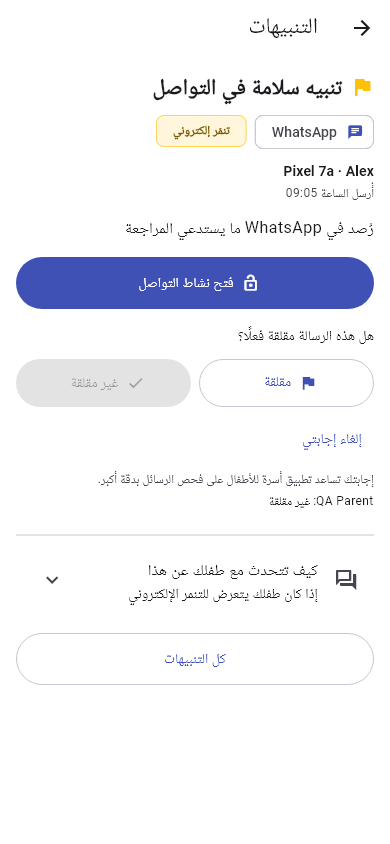 التنبيهات
تنبيه سلامة في التواصل
WhatsApp
تنمّر إلكتروني
Pixel 7a · Alex
أُرسل الساعة 09:05
رُصد في WhatsApp ما يستدعي المراجعة
فتح نشاط التواصل
هل هذه الرسالة مقلقة فعلًا؟
مقلقة
غير مقلقة
إلغاء إجابتي
إجابتك تساعد تطبيق أسرة للأطفال على فحص الرسائل بدقة أكبر.
QA Parent: غير مقلقة
كيف تتحدث مع طفلك عن هذا
إذا كان طفلك يتعرض للتنمر الإلكتروني
كل التنبيهات